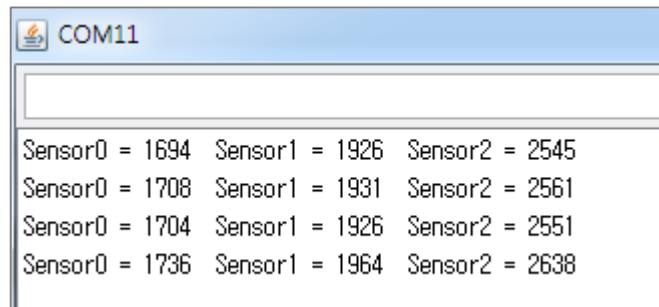 COM11
Sensor0 = 1694  Sensor1 = 1926  Sensor2 = 2545
Sensor0 = 1708  Sensor1 = 1931  Sensor2 = 2561
Sensor0 = 1704  Sensor1 = 1926  Sensor2 = 2551
Sensor0 = 1736  Sensor1 = 1964  Sensor2 = 2638